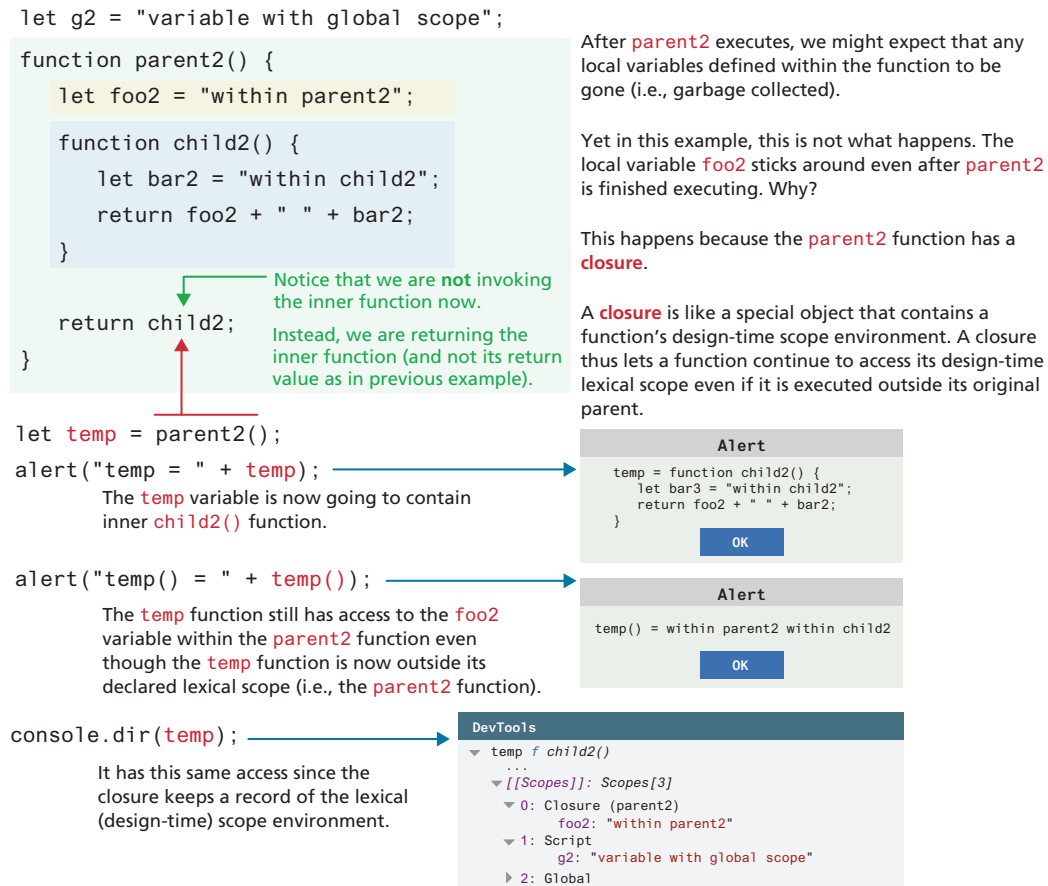 let g2 = "variable with global scope";
function parent2() {
let foo2 = "within parent2";
function child2() {
let bar2 = "within child2";
return foo2 + " " + bar2;
}
Notice that we are not invoking
the inner function now.
return child2;
Instead, we are returning the
inner function (and not its return
value as in previous example).
}
After parent2 executes, we might expect that any
local variables defined within the function to be
gone (i.e., garbage collected).
Yet in this example, this is not what happens. The
local variable foo2 sticks around even after parent2
is finished executing. Why?
This happens because the parent2 function has a
closure.
A closure is like a special object that contains a
function's design-time scope environment. A closure
thus lets a function continue to access its design-time
lexical scope even if it is executed outside its original
parent.
let temp = parent2();
alert("temp = " + temp);
The temp variable is now going to contain
inner child2() function.
Alert
temp = function child2() {
let bar3 = "within child2";
return foo2 + " " + bar2;
}
OK
alert("temp() = " + temp());
The temp function still has access to the foo2
variable within the parent2 function even
though the temp function is now outside its
declared lexical scope (i.e., the parent2 function).
Alert
temp() = within parent2 within child2
OK
console.dir(temp);
It has this same access since the
closure keeps a record of the lexical
(design-time) scope environment.
DevTools
temp f child2()
...
[[Scopes]]: Scopes[3]
0: Closure (parent2)
foo2: "within parent2"
1: Script
g2: "variable with global scope"
2: Global